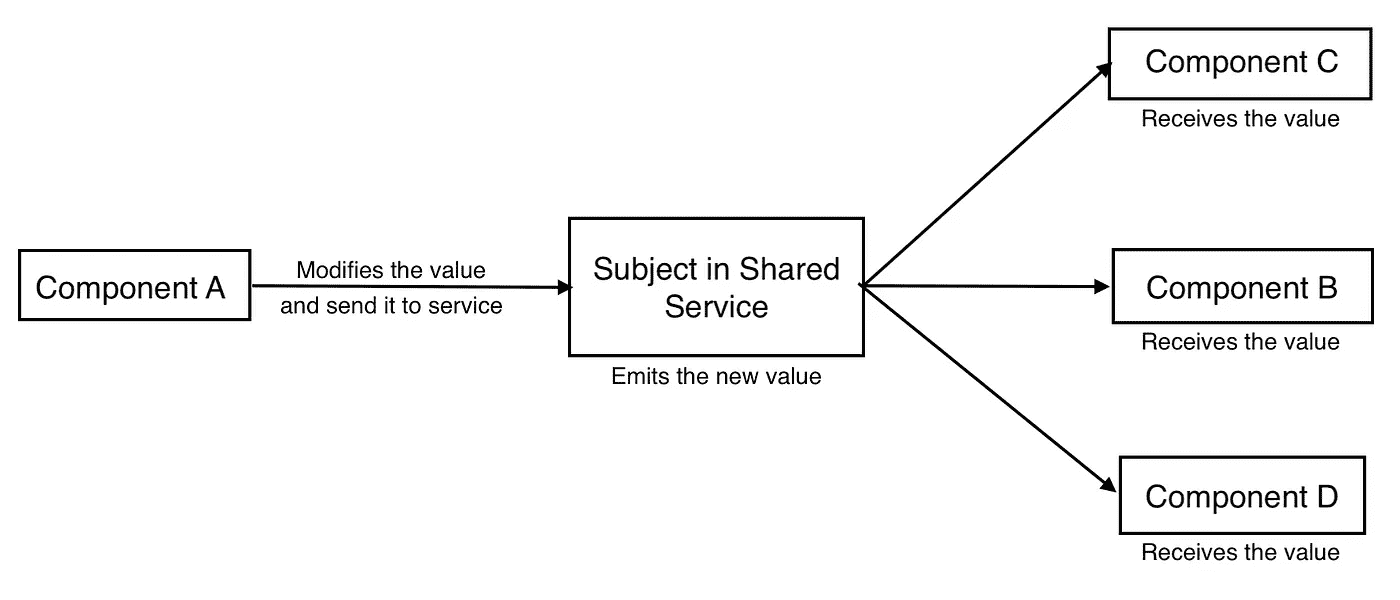 Component A
Modifies the value
and send it to service
Subject in Shared
Service
Emits the new value
Component C
Receives the value
Component B
Receives the value
Component D
Receives the value